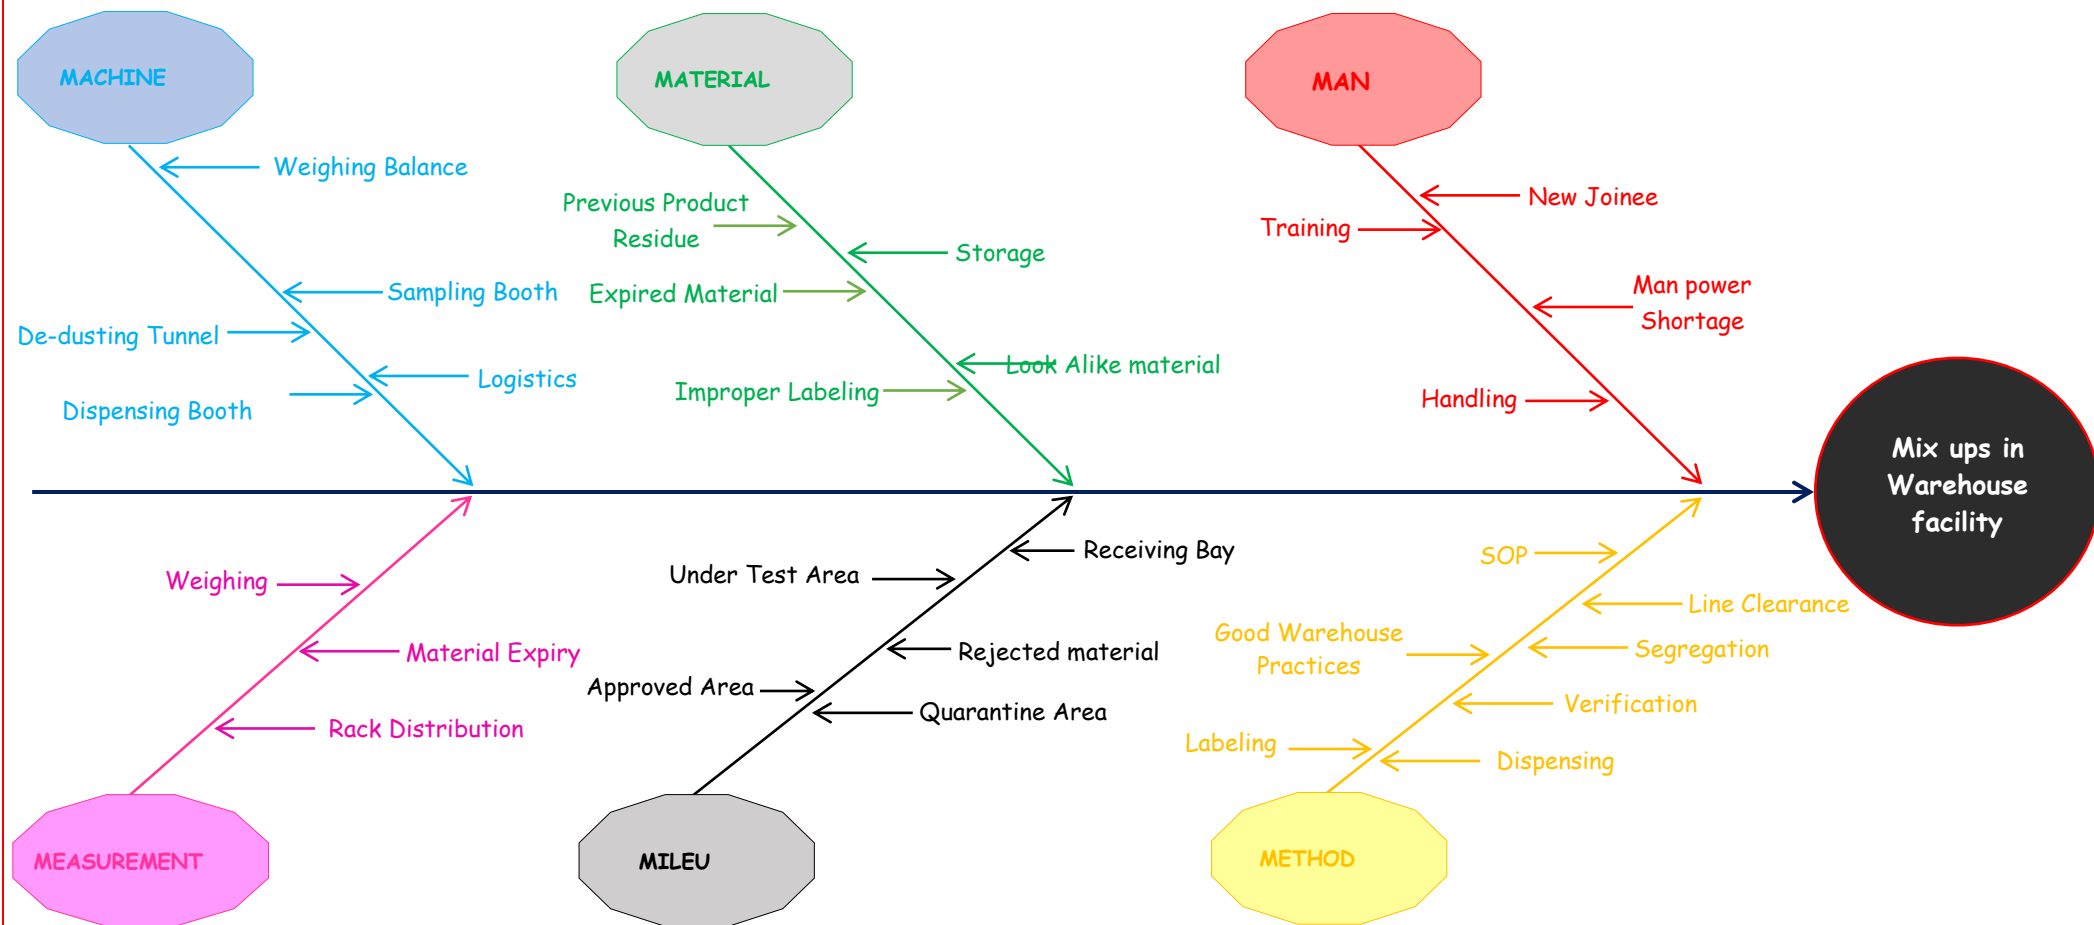 MACHINE
MATERIAL
MAN
Weighing Balance
Sampling Booth
De-dusting Tunnel
Logistics
Dispensing Booth
Previous Product
Residue
Storage
Expired Material
Look Alike material
Improper Labeling
New Joinee
Training
Man power
Shortage
Handling
Mix ups in
Warehouse
facility
Weighing
Material Expiry
Rack Distribution
Receiving Bay
Under Test Area
Rejected material
Approved Area
Quarantine Area
SOP
Line Clearance
Good Warehouse
Practices
Segregation
Verification
Labeling
Dispensing
MEASUREMENT
MILEU
METHOD